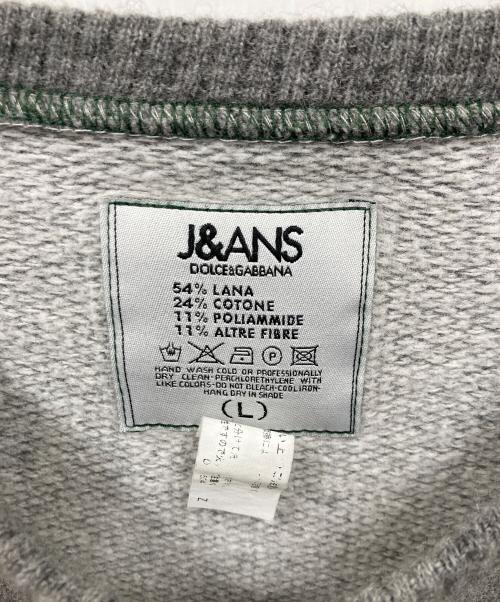 J&ANS
DOLCE&GABBANA
54% LANA
24% COTONE
11% POLIAMMIDE
11% ALTRE FIBRE
P
HAND WASH COLD OR PROFESSIONALLY
DRY CLEAN-PERCHLORETHYLENE WITH
LIKE COLORS-DO NOT BLEACH-COOL IRON-
HANG DRY IN SHADE
(L)